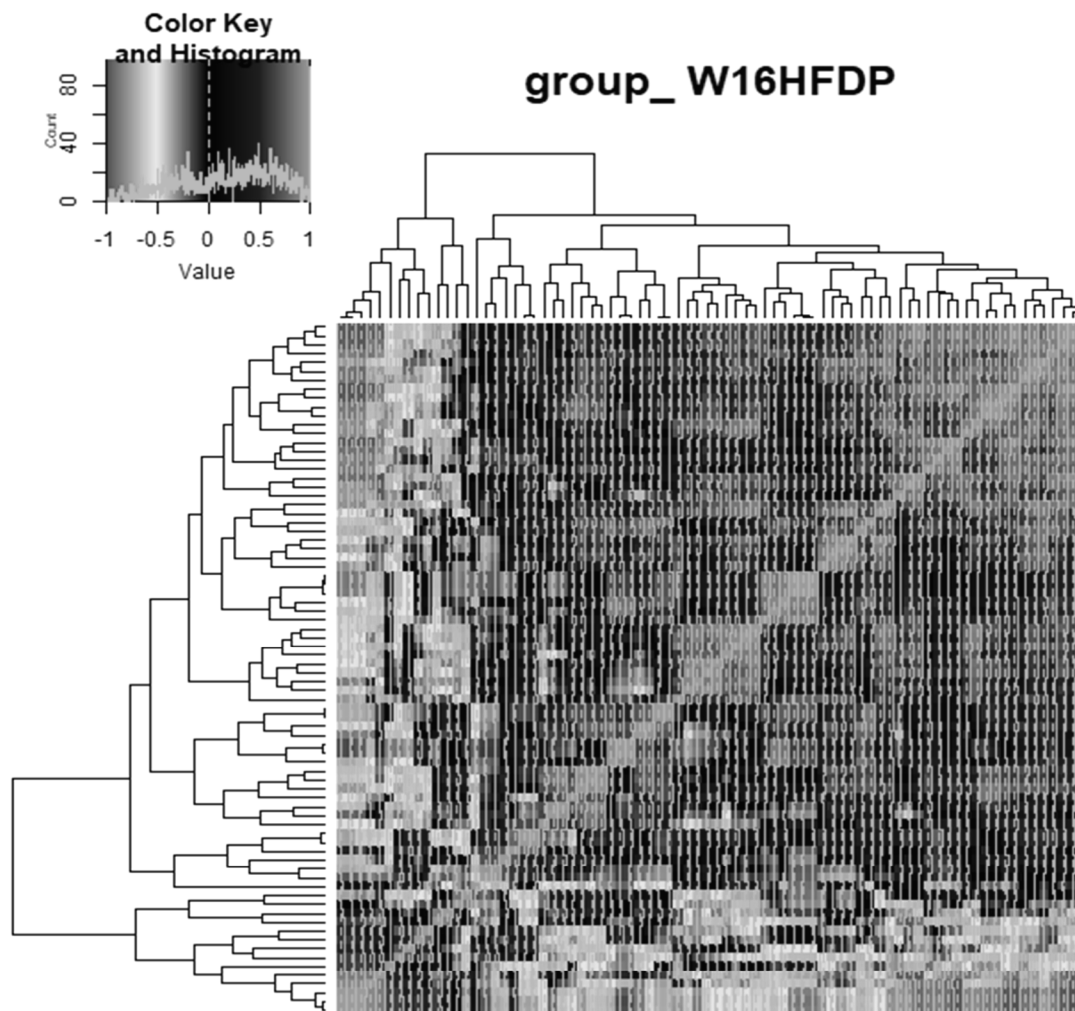 Color Key
and Histogram
group_ W16HFDP
80
40
0
Count
-1 -0.5 0 0.5 1
Value